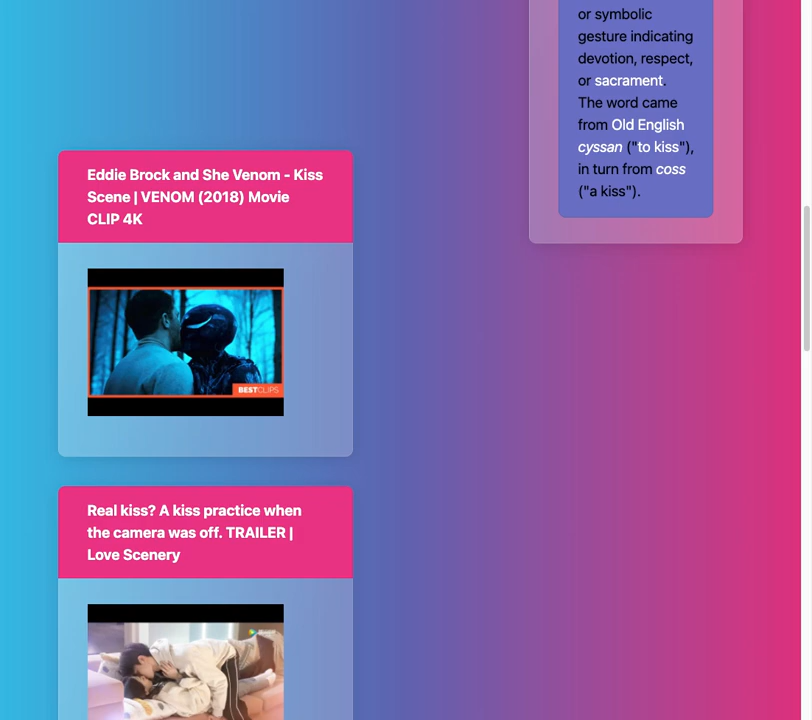 or symbolic
gesture indicating
devotion, respect,
or sacrament.
The word came
from Old English
cyssan ("to kiss"),
in turn from coss
("a kiss").
Eddie Brock and She Venom - Kiss
Scene | VENOM (2018) Movie
CLIP 4K
BESTCLIPS
Real kiss? A kiss practice when
the camera was off. TRAILER |
Love Scenery